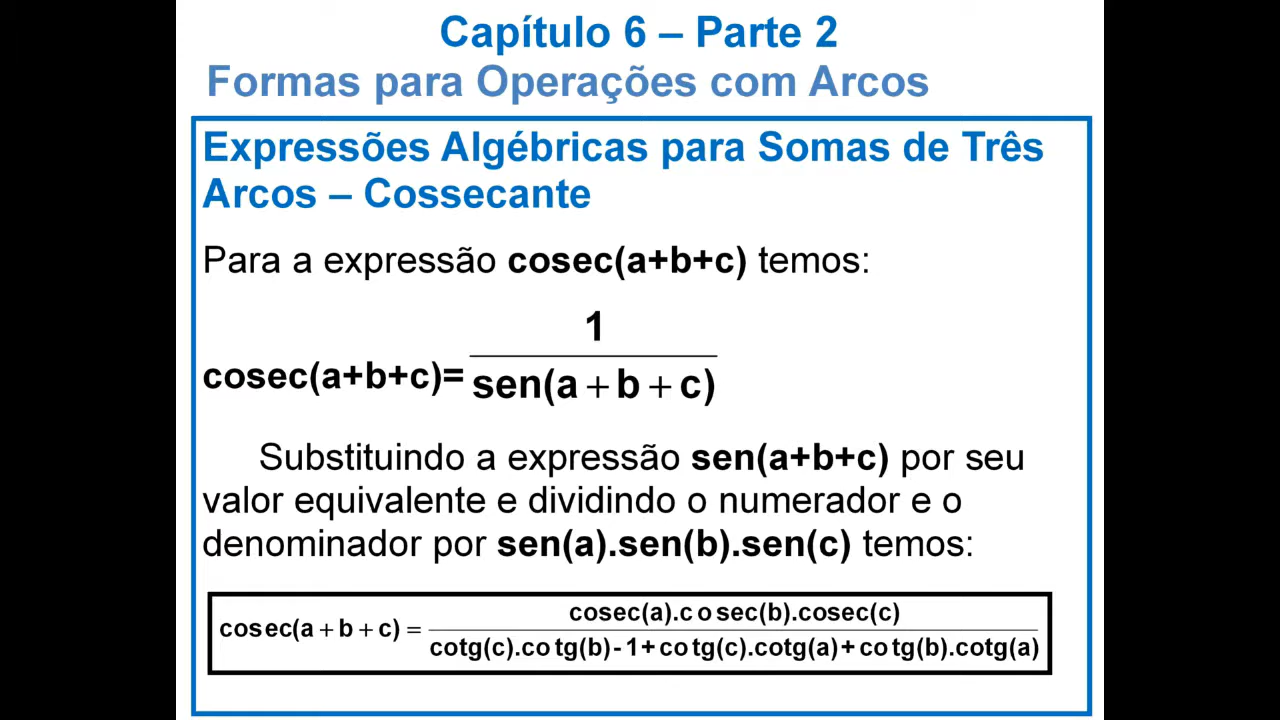 Capítulo 6 – Parte 2
Formas para Operações com Arcos
Expressões Algébricas para Somas de Três
Arcos – Cossecante
Para a expressão cosec(a+b+c) temos:
cosec(a+b+c)= 1 / sen(a + b + c)
Substituindo a expressão sen(a+b+c) por seu
valor equivalente e dividindo o numerador e o
denominador por sen(a).sen(b).sen(c) temos:
cosec(a + b + c) = cosec(a).cosec(b).cosec(c) / cotg(c).cotg(b) - 1 + cotg(c).cotg(a) + cotg(b).cotg(a)